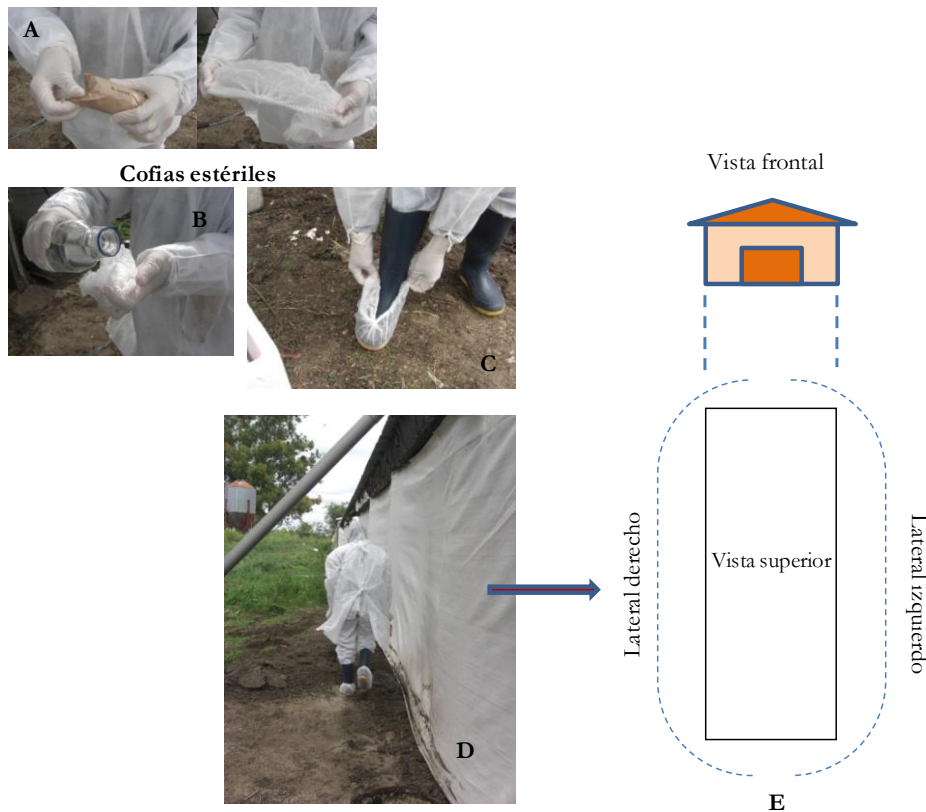 A
Cofias estériles
B
C
D
Vista frontal
Lateral derecho
Vista superior
Lateral izquierdo
E